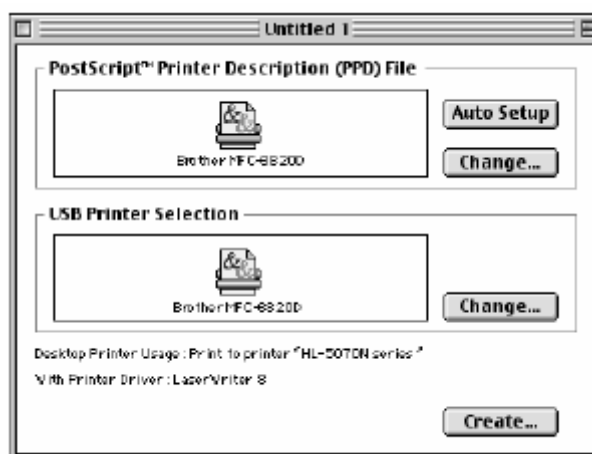 Untitled 1
PostScript™ Printer Description (PPD) File
Auto Setup
Brother MFC-8820D
Change...
USB Printer Selection
Brother MFC-8820D
Change...
Desktop Printer Usage : Print to printer "HL-5070N series "
With Printer Driver : LaserWriter 8
Create...